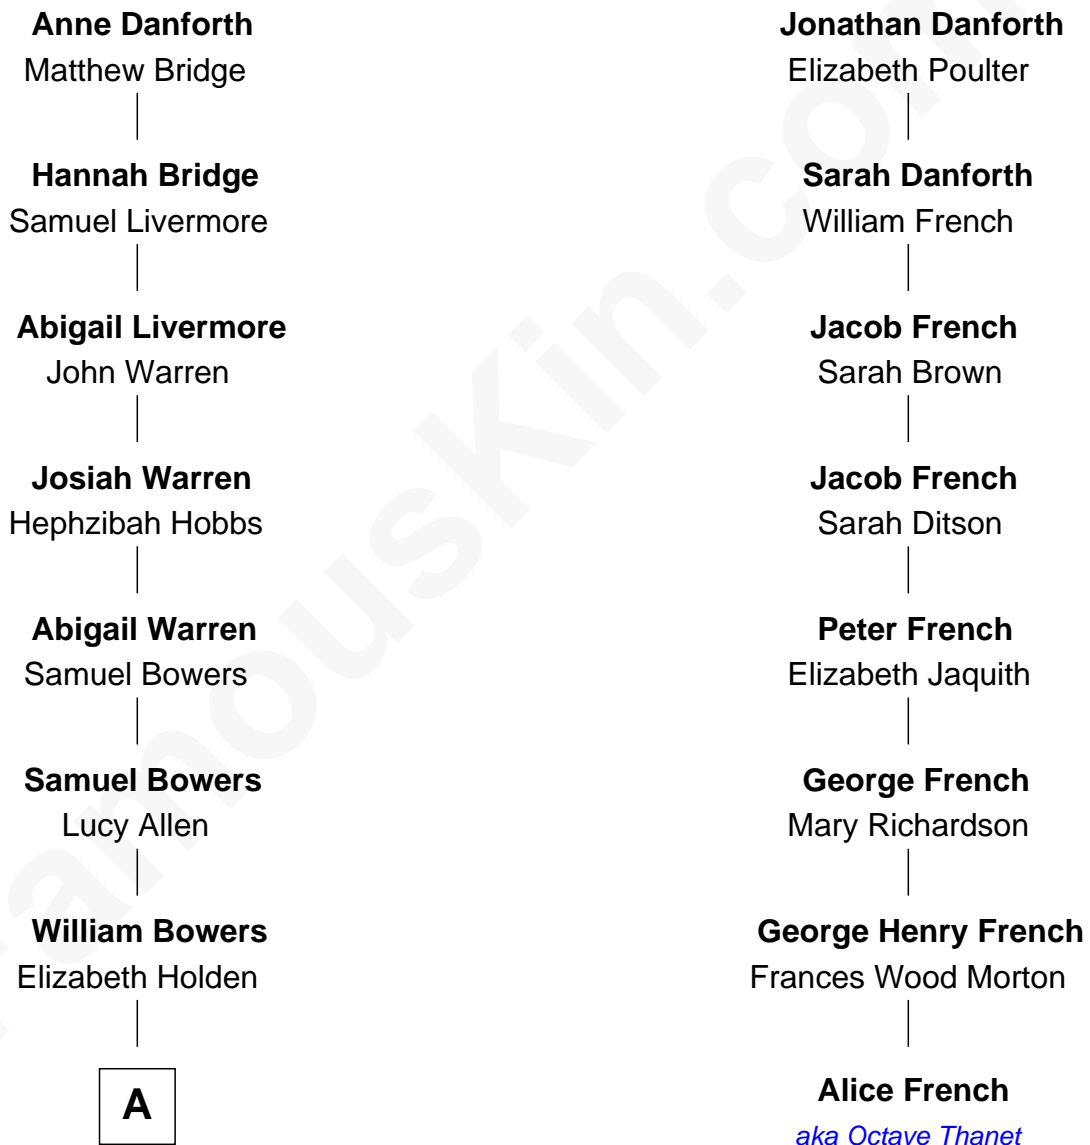 Anne Danforth
Matthew Bridge
Hannah Bridge
Samuel Livermore
Abigail Livermore
John Warren
Josiah Warren
Hephzibah Hobbs
Abigail Warren
Samuel Bowers
Samuel Bowers
Lucy Allen
William Bowers
Elizabeth Holden
A
Jonathan Danforth
Elizabeth Poulter
Sarah Danforth
William French
Jacob French
Sarah Brown
Jacob French
Sarah Ditson
Peter French
Elizabeth Jaquith
George French
Mary Richardson
George Henry French
Frances Wood Morton
Alice French
aka Octave Thanet
FamousKin.com